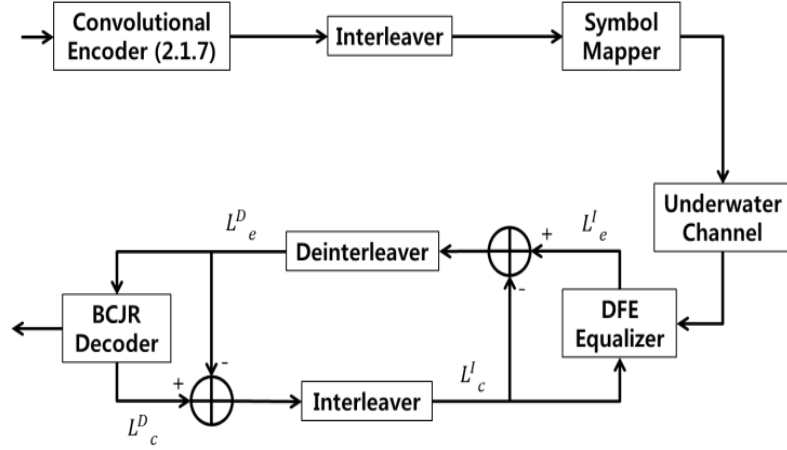 Convolutional
Encoder (2.1.7)
Interleaver
Symbol
Mapper
Underwater
Channel
L^D_e
Deinterleaver
+
L^I_e
-
BCJR
Decoder
DFE
Equalizer
-
+
Interleaver
L^I_c
L^D_c